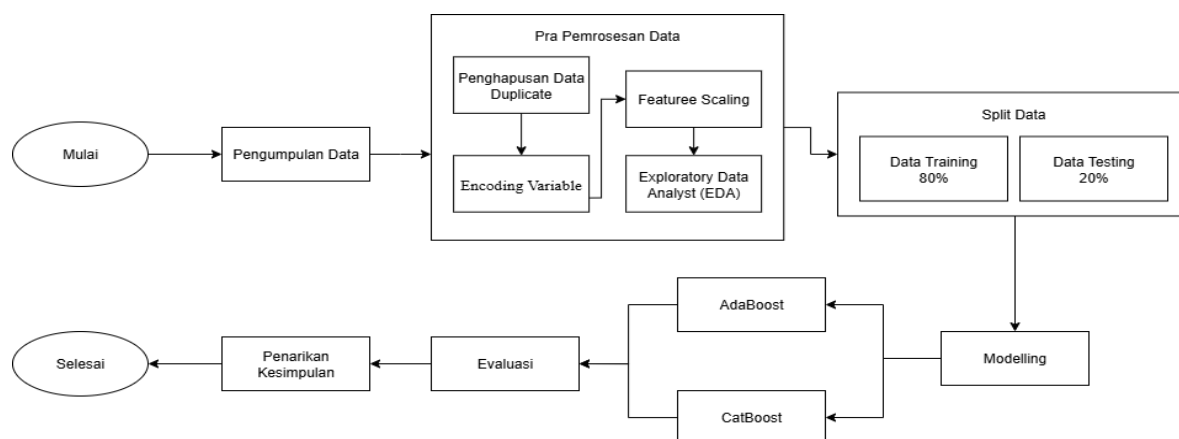 Mulai
Pengumpulan Data
Pra Pemrosesan Data
Penghapusan Data
Duplicate
Encoding Variable
Featuree Scaling
Exploratory Data
Analyst (EDA)
Split Data
Data Training
80%
Data Testing
20%
Modelling
AdaBoost
CatBoost
Evaluasi
Penarikan
Kesimpulan
Selesai